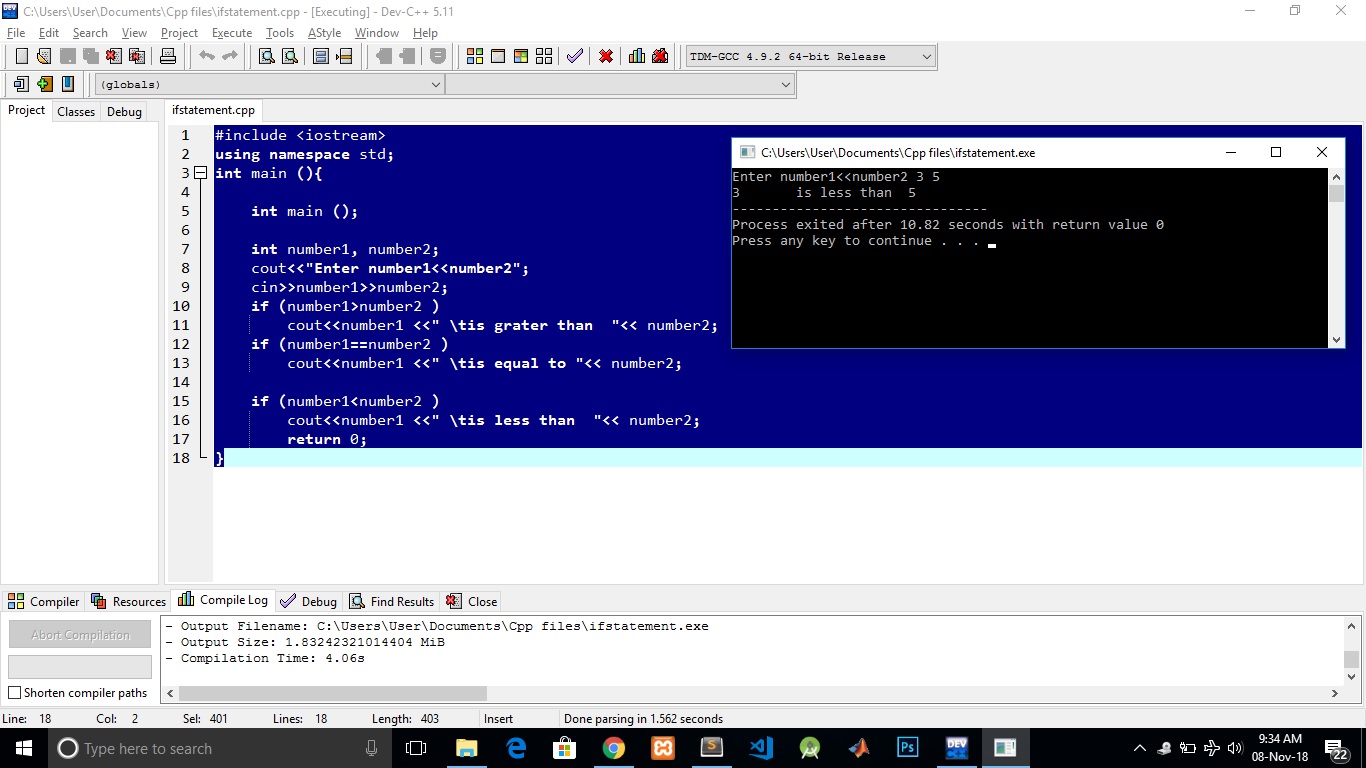 C:\Users\User\Documents\Cpp files\ifstatement.cpp - [Executing] - Dev-C++ 5.11
File Edit Search View Project Execute Tools AStyle Window Help
TDM-GCC 4.9.2 64-bit Release
(globals)
Project Classes Debug
ifstatement.cpp
1 #include <iostream>
2 using namespace std;
3 int main (){
4
5 int main ();
6
7 int number1, number2;
8 cout<<"Enter number1<<number2";
9 cin>>number1>>number2;
10 if (number1>number2 )
11 cout<<number1 <<" \tis grater than  "<< number2;
12 if (number1==number2 )
13 cout<<number1 <<" \tis equal to "<< number2;
14
15 if (number1<number2 )
16 cout<<number1 <<" \tis less than  "<< number2;
17 return 0;
18 }
C:\Users\User\Documents\Cpp files\ifstatement.exe
Enter number1<<number2 3 5
3       is less than  5
--------------------------------
Process exited after 10.82 seconds with return value 0
Press any key to continue . . .
Compiler Resources Compile Log Debug Find Results Close
Abort Compilation
Shorten compiler paths
- Output Filename: C:\Users\User\Documents\Cpp files\ifstatement.exe
- Output Size: 1.83242321014404 MiB
- Compilation Time: 4.06s
Line: 18 Col: 2 Sel: 401 Lines: 18 Length: 403 Insert Done parsing in 1.562 seconds
Type here to search
S
Ps
DEV
9:34 AM
08-Nov-18
22